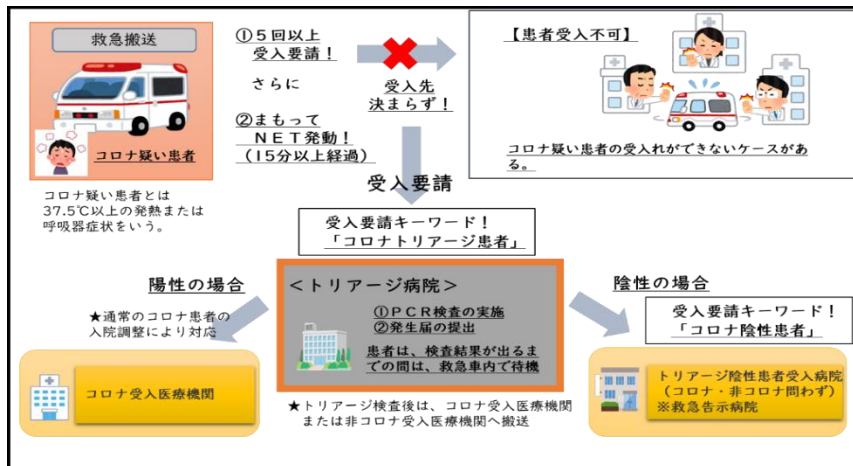 救急搬送
コロナ疑い患者
コロナ疑い患者とは
37.5℃以上の発熱または
呼吸器症状をいう。
①5回以上
受入要請！
さらに
②まもって
NET発動！
（15分以上経過）
受入先
決まらず！
【患者受入不可】
コロナ疑い患者の受入れができないケースがあ
る。
受入要請
受入要請キーワード！
「コロナトリアージ患者」
陽性の場合
★通常のコロナ患者の
入院調整により対応
コロナ受入医療機関
＜トリアージ病院＞
①PCR検査の実施
②発生届の提出
患者は、検査結果が出るま
での間は、救急車内で待機
★トリアージ検査後は、コロナ受入医療機関
または非コロナ受入医療機関へ搬送
陰性の場合
受入要請キーワード！
「コロナ陰性患者」
トリアージ陰性患者受入病院
（コロナ・非コロナ問わず）
※救急告示病院